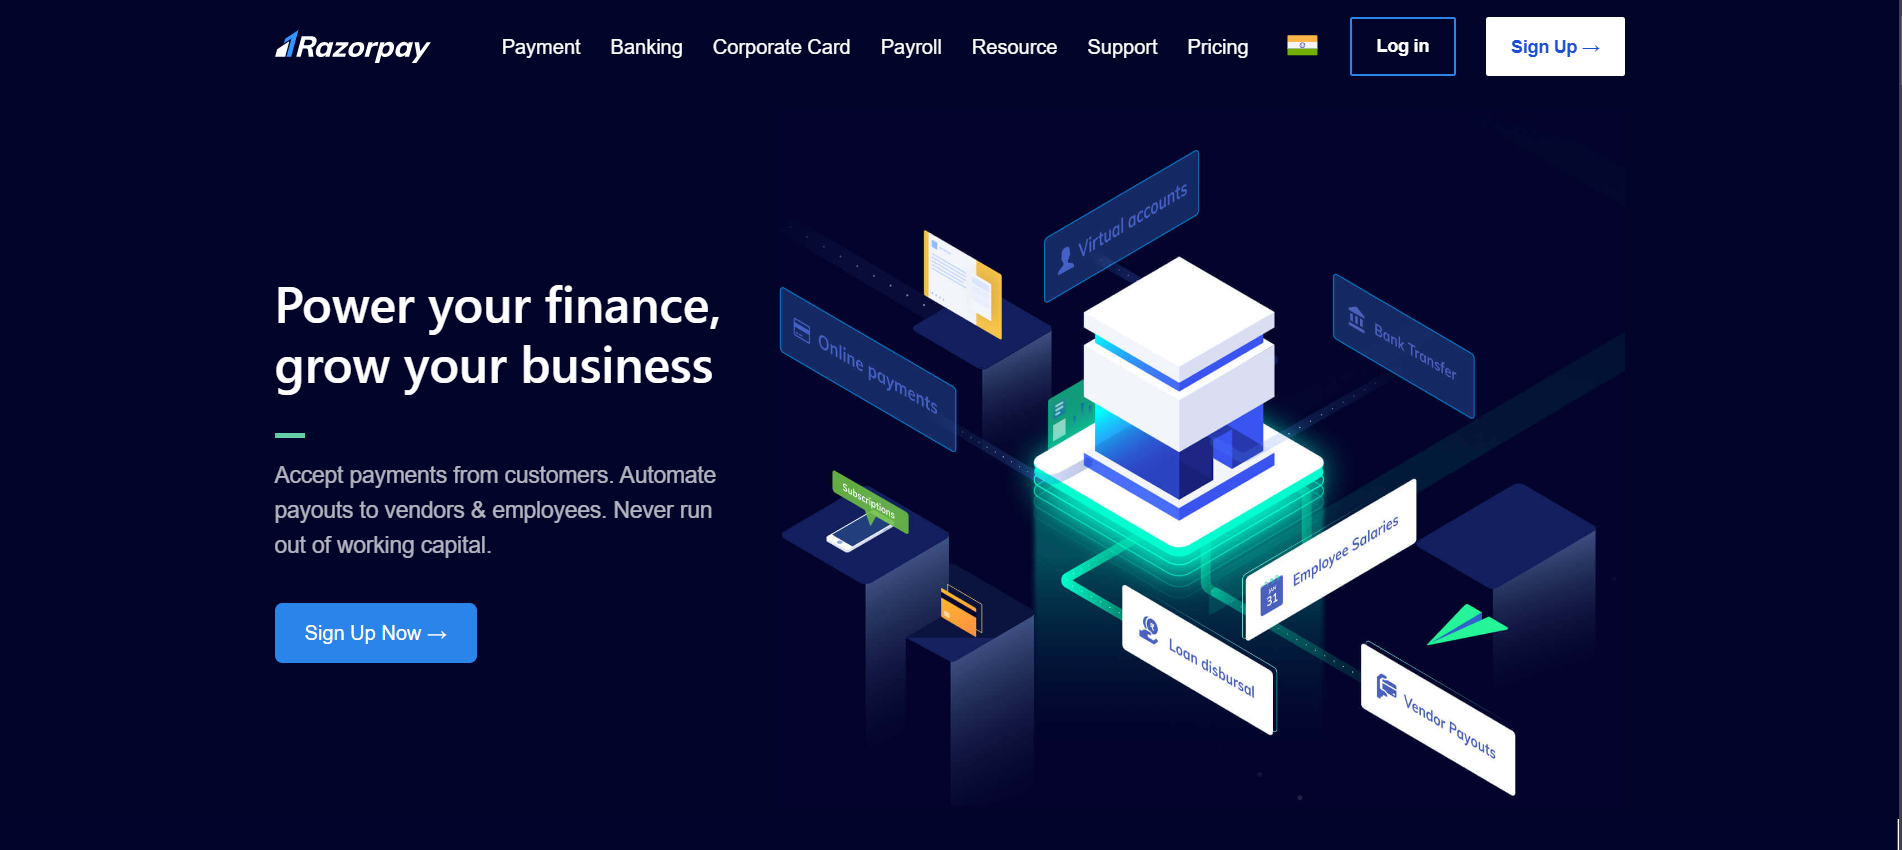 Razorpay
Payment
Banking
Corporate Card
Payroll
Resource
Support
Pricing
Log in
Sign Up →
Power your finance,
grow your business
Accept payments from customers. Automate
payouts to vendors & employees. Never run
out of working capital.
Sign Up Now →
Virtual accounts
Online payments
Bank Transfer
Subscriptions
Employee Salaries
JAN
31
Loan disbursal
Vendor Payouts